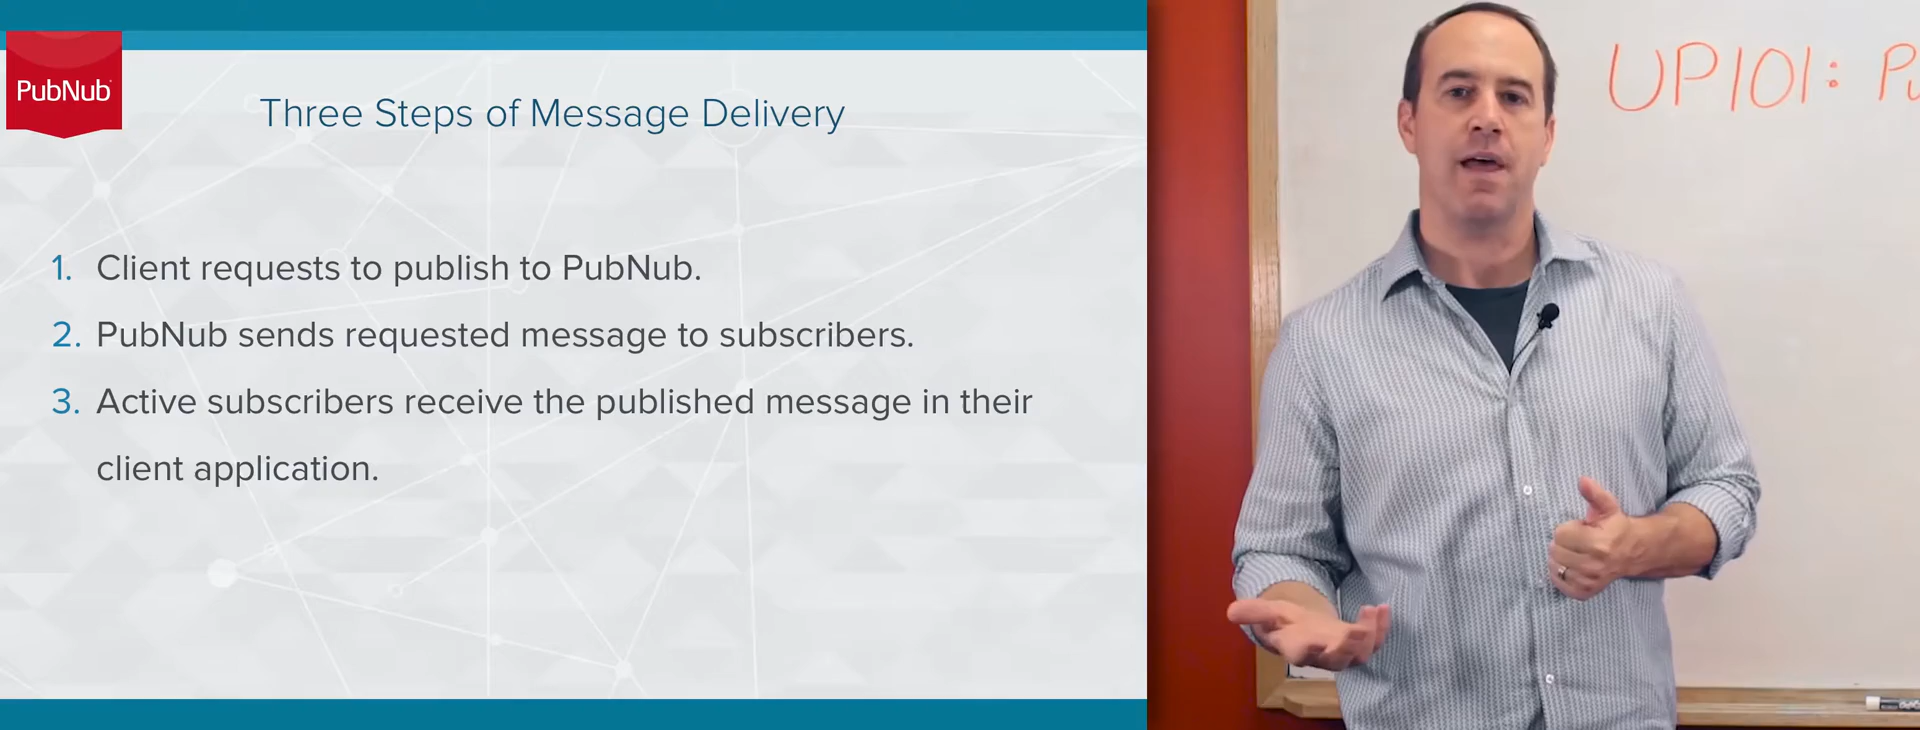 PubNub
Three Steps of Message Delivery
1. Client requests to publish to PubNub.
2. PubNub sends requested message to subscribers.
3. Active subscribers receive the published message in their
client application.
UP101: Pu